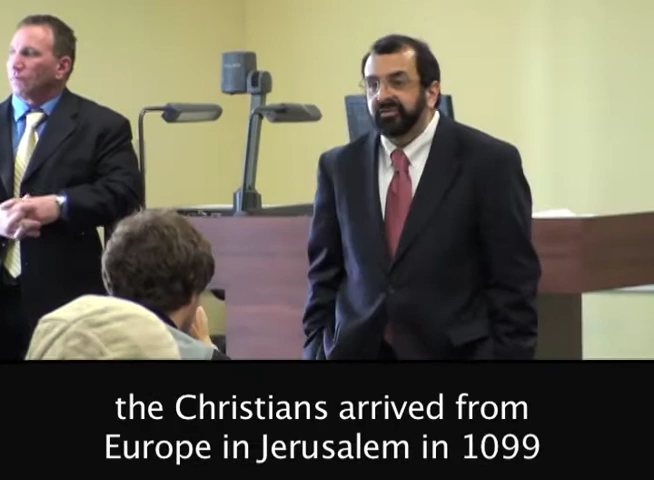 the Christians arrived from
Europe in Jerusalem in 1099